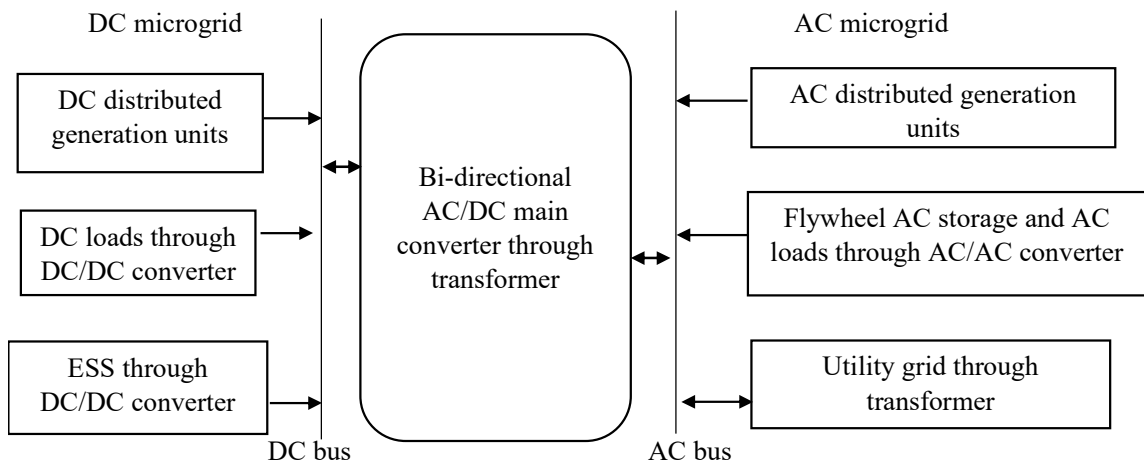 DC microgrid
AC microgrid
DC distributed
generation units
DC loads through
DC/DC converter
ESS through
DC/DC converter
DC bus
Bi-directional
AC/DC main
converter through
transformer
AC bus
AC distributed generation
units
Flywheel AC storage and AC
loads through AC/AC converter
Utility grid through
transformer